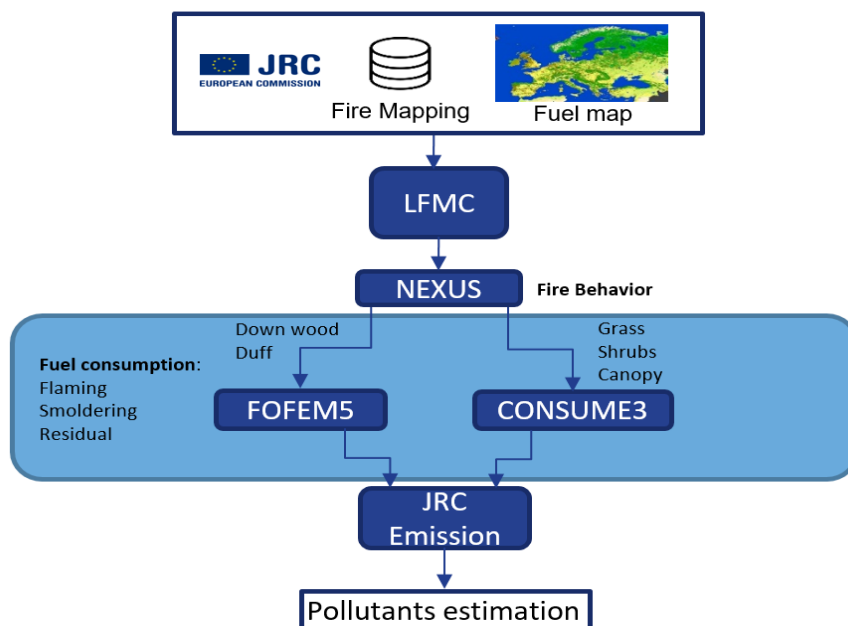 JRC
EUROPEAN COMMISSION
Fire Mapping
Fuel map
LFMC
NEXUS
Fire Behavior
Down wood
Duff
Grass
Shrubs
Canopy
Fuel consumption:
Flaming
Smoldering
Residual
FOFEM5
CONSUME3
JRC
Emission
Pollutants estimation